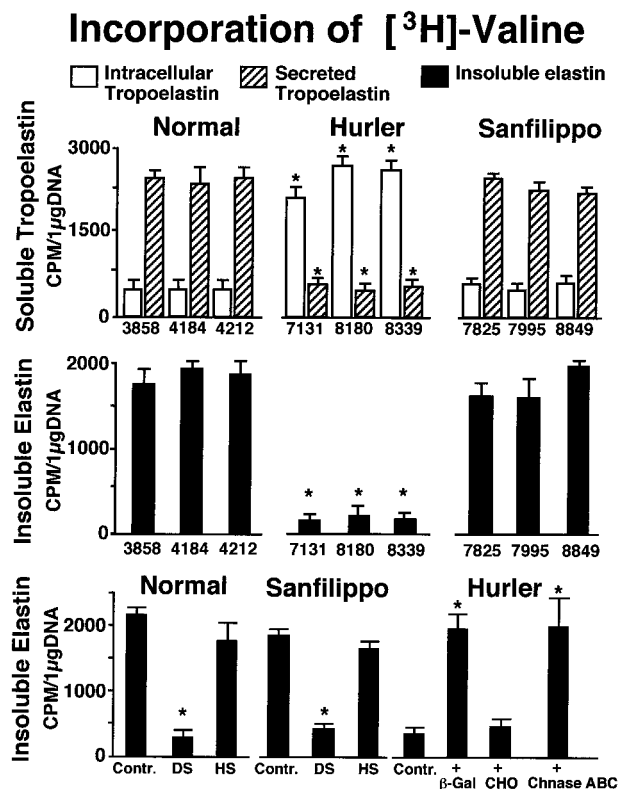 Incorporation of [³H]-Valine
Intracellular Tropoelastin
Secreted Tropoelastin
Insoluble elastin
Normal Hurler Sanfilippo
Soluble Tropoelastin
CPM/1µgDNA
3000
1500
0
* * *
* * *
3858 4184 4212 7131 8180 8339 7825 7995 8849
Insoluble Elastin
CPM/1µgDNA
2000
1000
0
* * *
3858 4184 4212 7131 8180 8339 7825 7995 8849
Normal Sanfilippo Hurler
Insoluble Elastin
CPM/1µgDNA
2000
1000
0
* * * *
Contr. DS HS Contr. DS HS Contr. + β-Gal + CHO + Chnase ABC